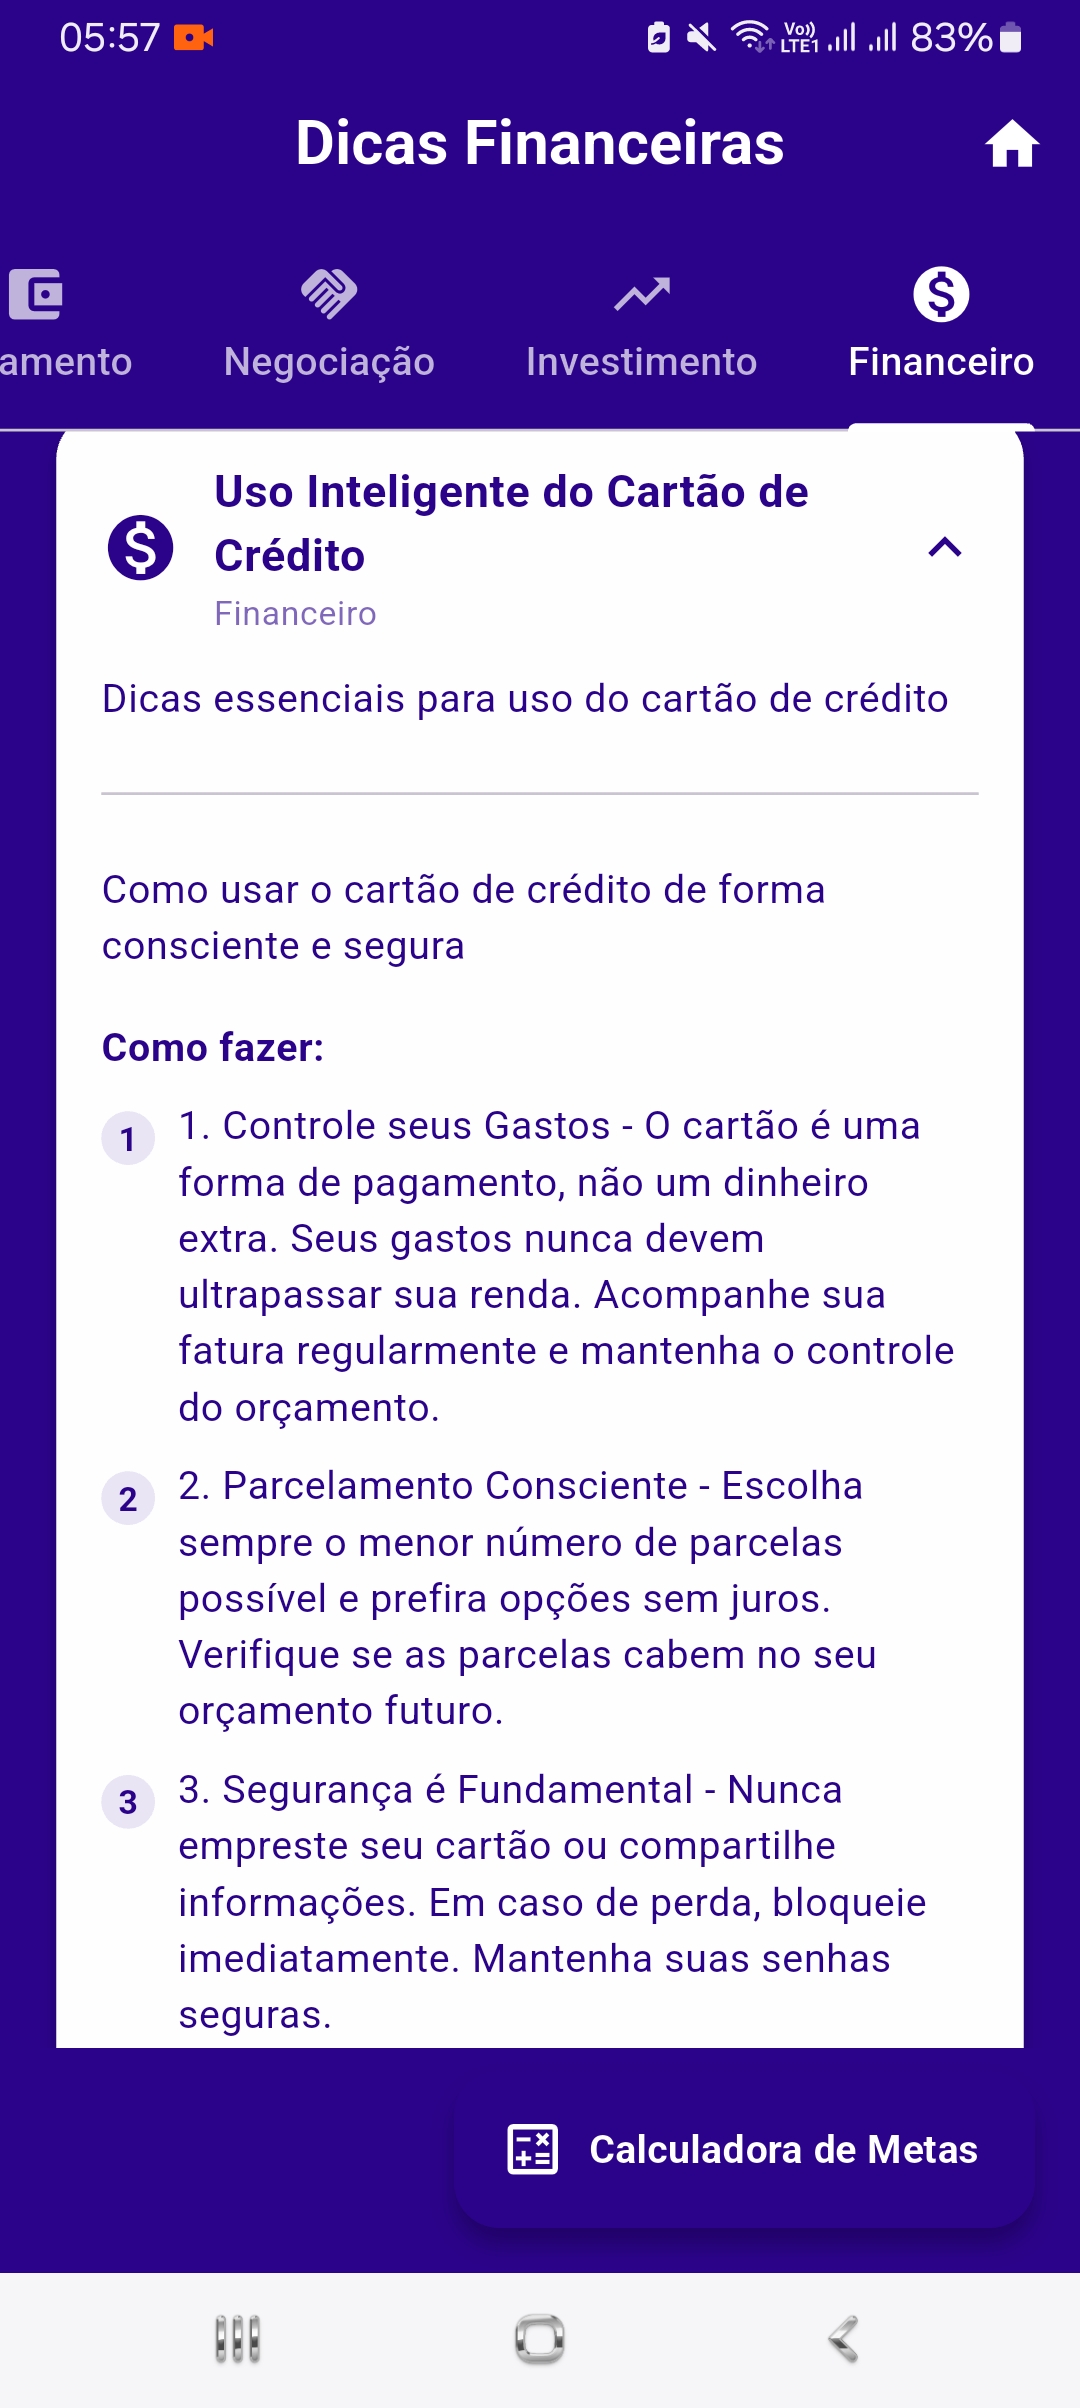 05:57
Vo)) LTE1 83%
Dicas Financeiras
amento Negociação Investimento Financeiro
Uso Inteligente do Cartão de
Crédito
Financeiro
Dicas essenciais para uso do cartão de crédito
Como usar o cartão de crédito de forma
consciente e segura
Como fazer:
1 1. Controle seus Gastos - O cartão é uma
forma de pagamento, não um dinheiro
extra. Seus gastos nunca devem
ultrapassar sua renda. Acompanhe sua
fatura regularmente e mantenha o controle
do orçamento.
2 2. Parcelamento Consciente - Escolha
sempre o menor número de parcelas
possível e prefira opções sem juros.
Verifique se as parcelas cabem no seu
orçamento futuro.
3 3. Segurança é Fundamental - Nunca
empreste seu cartão ou compartilhe
informações. Em caso de perda, bloqueie
imediatamente. Mantenha suas senhas
seguras.
Calculadora de Metas